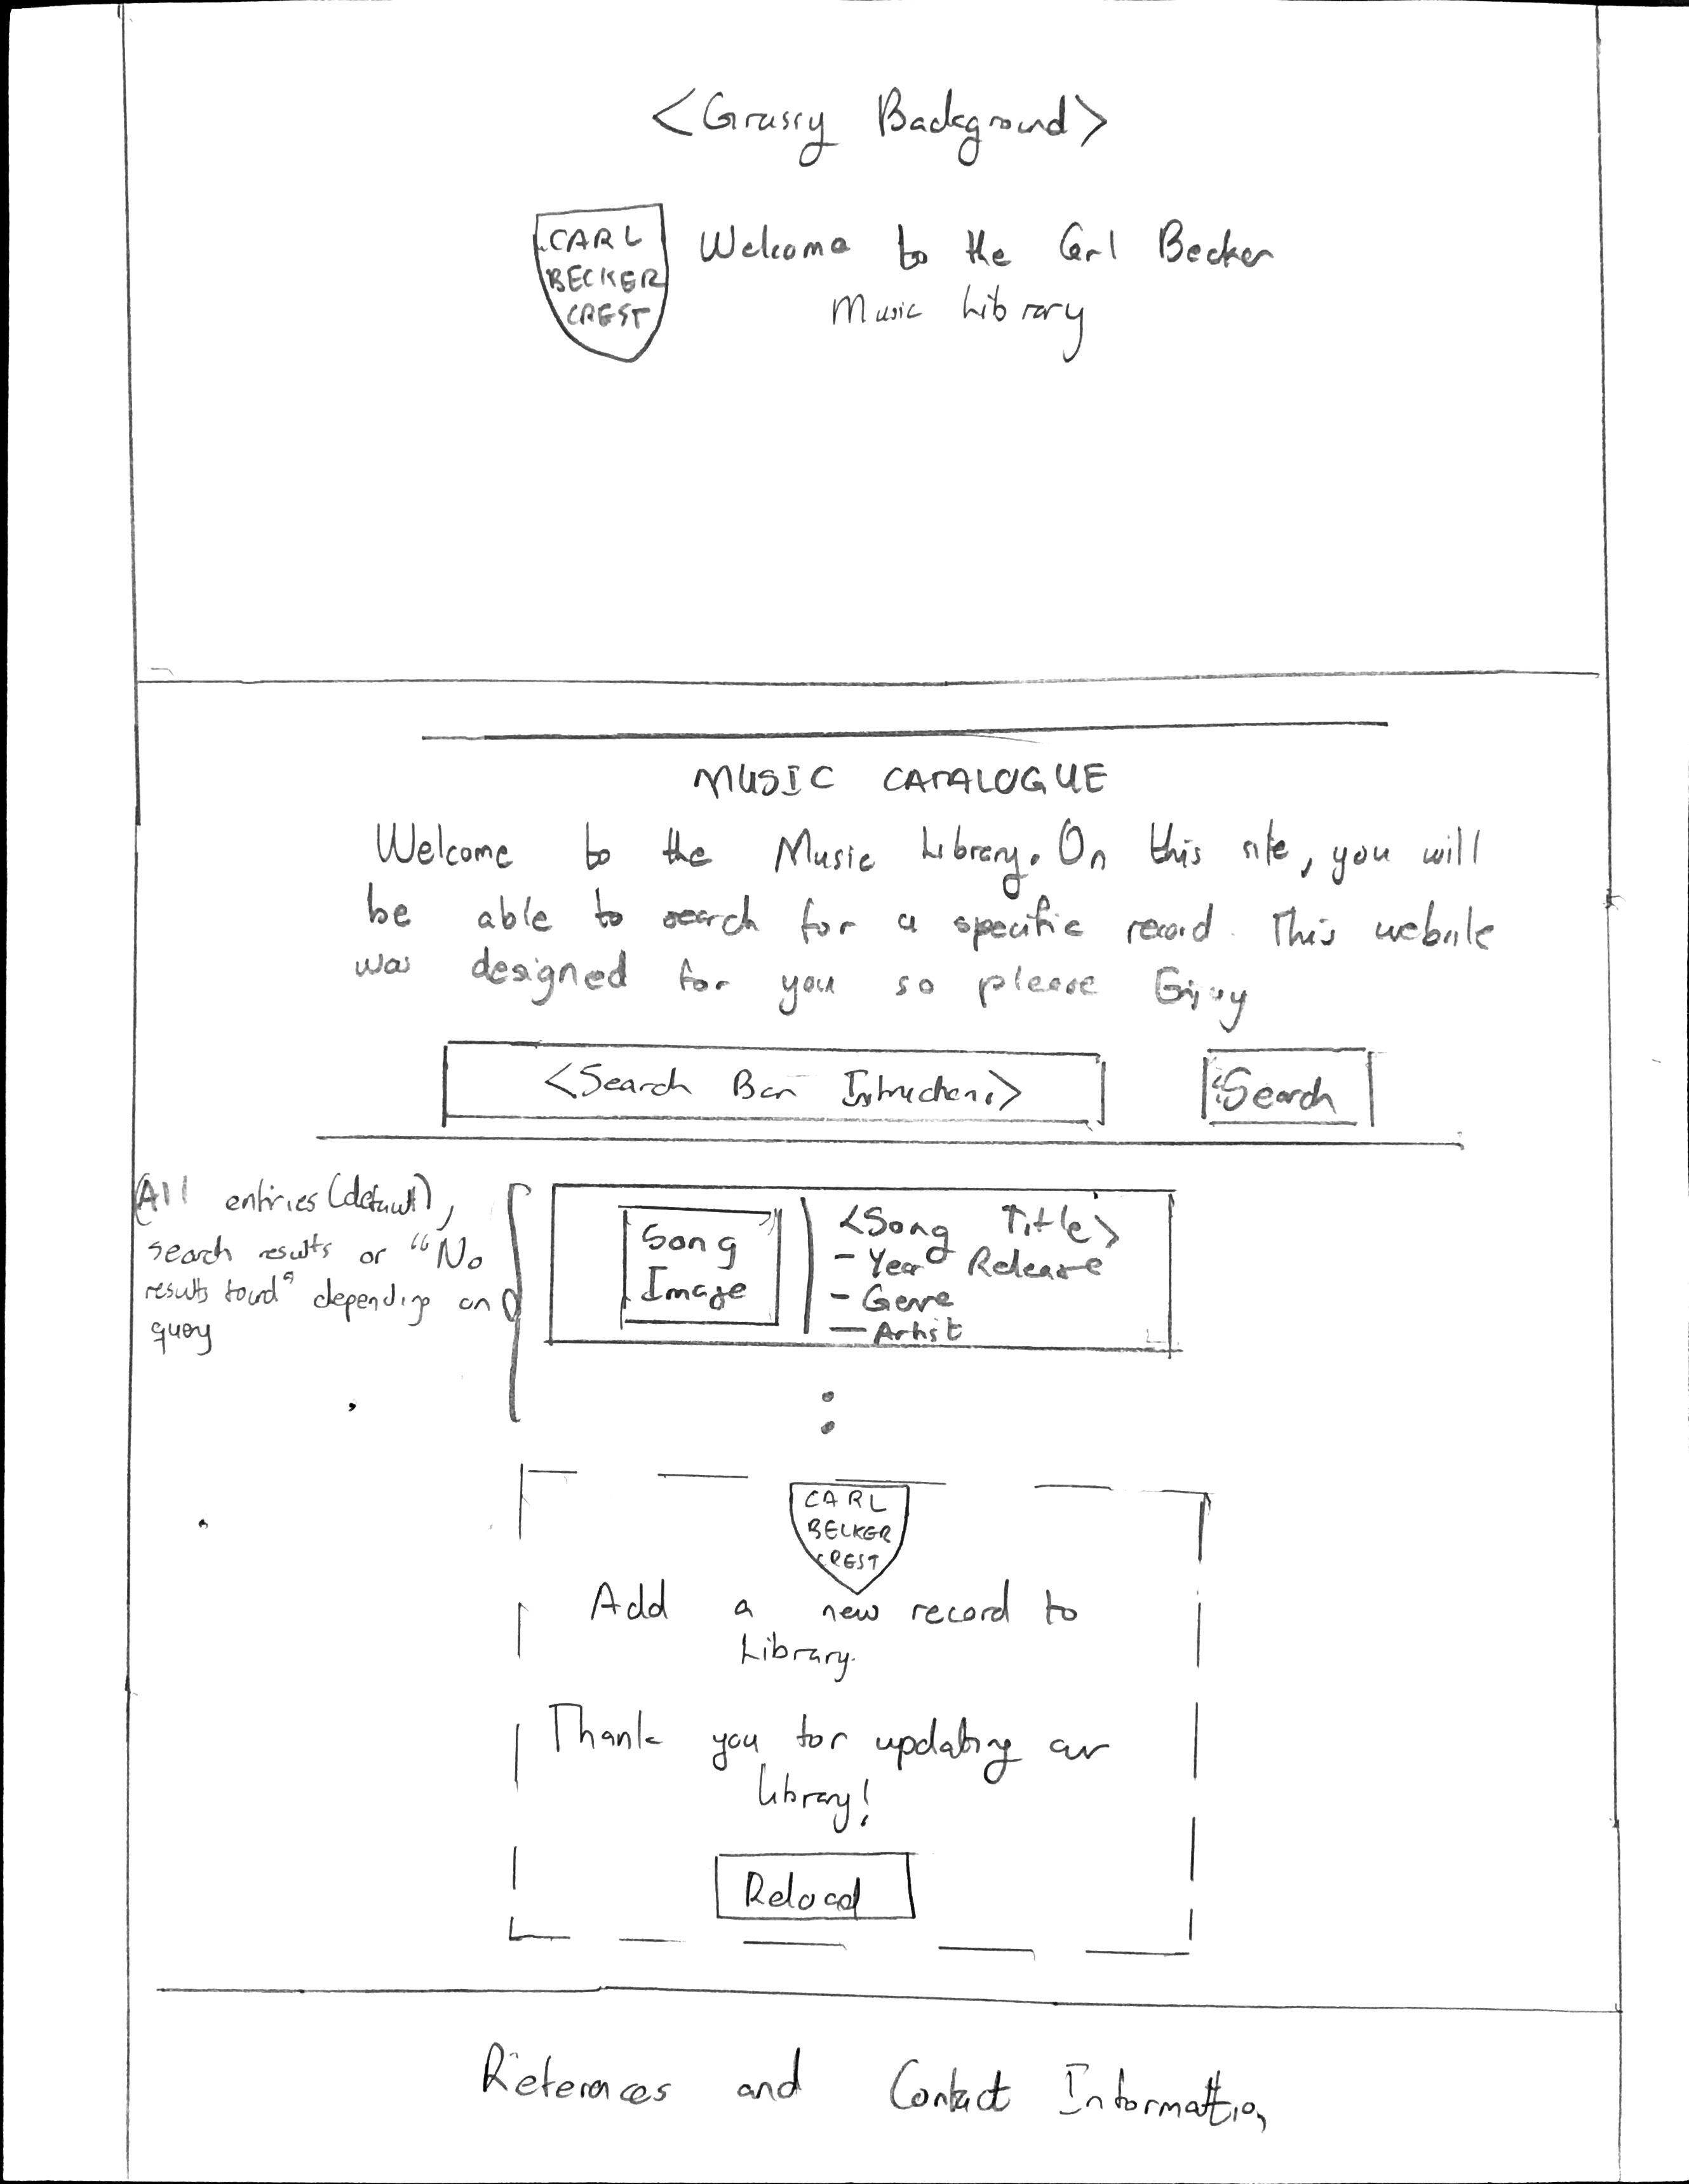 <Grassy Background>
CARL
BECKER
CREST
Welcome to the Carl Becker
Music Library
MUSIC CATALOGUE
Welcome to the Music Library. On this site, you will
be able to search for a specific record. This website
was designed for you so please Enjoy
<Search Bar Instructions>
"Search
(All entries (default),
search results or "No
results found" depending on
query
Song
Image
<Song Title>
- Year Release
- Genre
- Artist
CARL
BECKER
CREST
Add a new record to
Library.
Thank you for updating our
library!
Reload
References and Contact Information